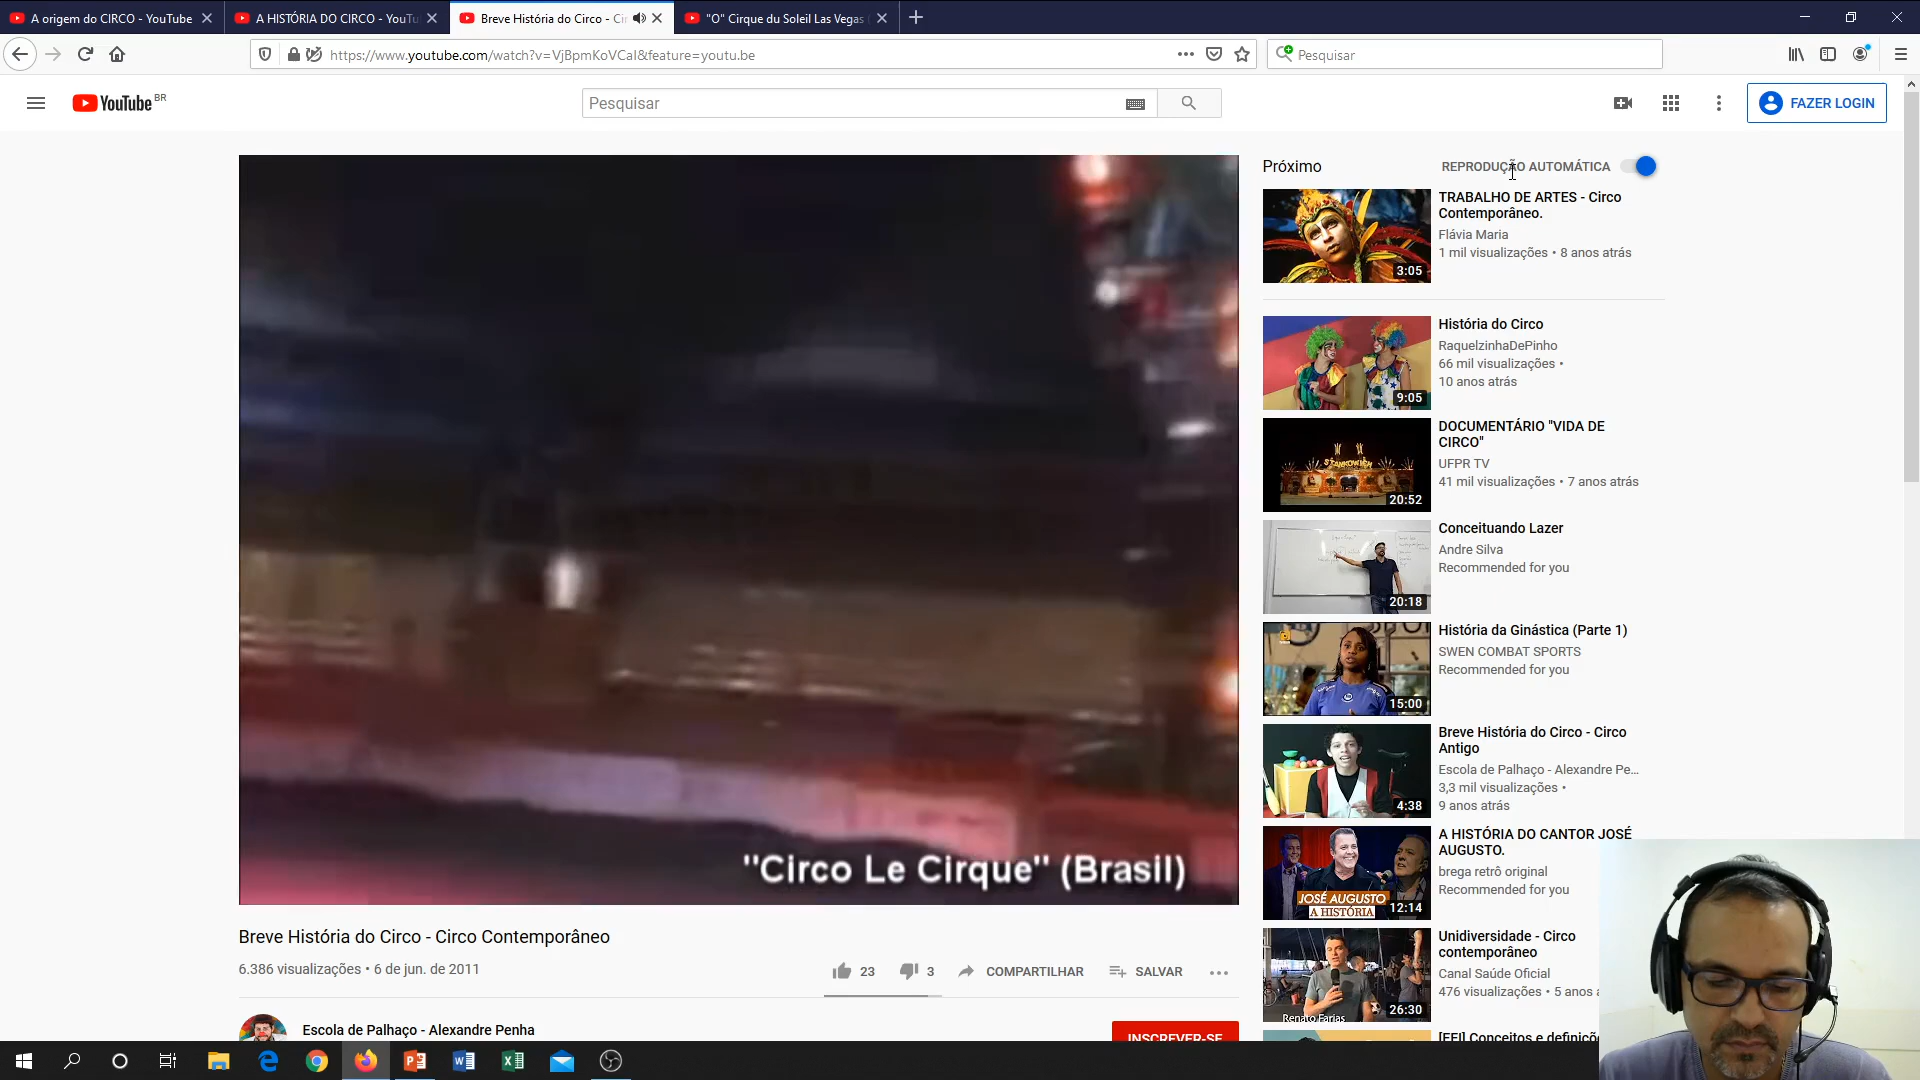 A origem do CIRCO - YouTube
A HISTÓRIA DO CIRCO - YouTu
Breve História do Circo - Cir
"O" Cirque du Soleil Las Vegas
https://www.youtube.com/watch?v=VjBpmKoVCaI&feature=youtu.be
Pesquisar
YouTube BR
Pesquisar
FAZER LOGIN
"Circo Le Cirque" (Brasil)
Breve História do Circo - Circo Contemporâneo
6.386 visualizações • 6 de jun. de 2011
23
3
COMPARTILHAR
SALVAR
Escola de Palhaço - Alexandre Penha
INSCREVER-SE
Próximo
REPRODUÇÃO AUTOMÁTICA
TRABALHO DE ARTES - Circo
Contemporâneo.
Flávia Maria
1 mil visualizações • 8 anos atrás
3:05
História do Circo
RaquelzinhaDePinho
66 mil visualizações •
10 anos atrás
9:05
DOCUMENTÁRIO "VIDA DE
CIRCO"
UFPR TV
41 mil visualizações • 7 anos atrás
STANKOWICH
20:52
Conceituando Lazer
Andre Silva
Recommended for you
20:18
História da Ginástica (Parte 1)
SWEN COMBAT SPORTS
Recommended for you
15:00
Breve História do Circo - Circo
Antigo
Escola de Palhaço - Alexandre Pe...
3,3 mil visualizações •
9 anos atrás
4:38
A HISTÓRIA DO CANTOR JOSÉ
AUGUSTO.
brega retrô original
Recommended for you
JOSÉ AUGUSTO
A HISTÓRIA
12:14
Unidiversidade - Circo
contemporâneo
Canal Saúde Oficial
476 visualizações • 5 anos a
Renato Farias
26:30
[EFI] Conceitos e definiçõ